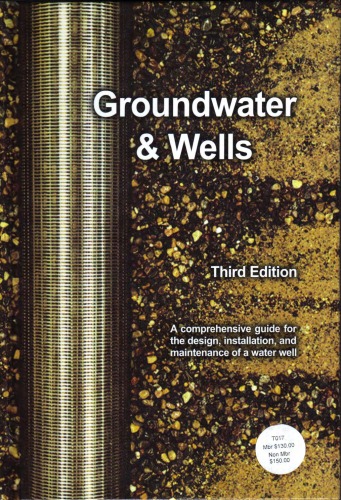 Groundwater
& Wells
Third Edition
A comprehensive guide for
the design, installation, and
maintenance of a water well
T017
Mbr $130.00
Non Mbr
$150.00